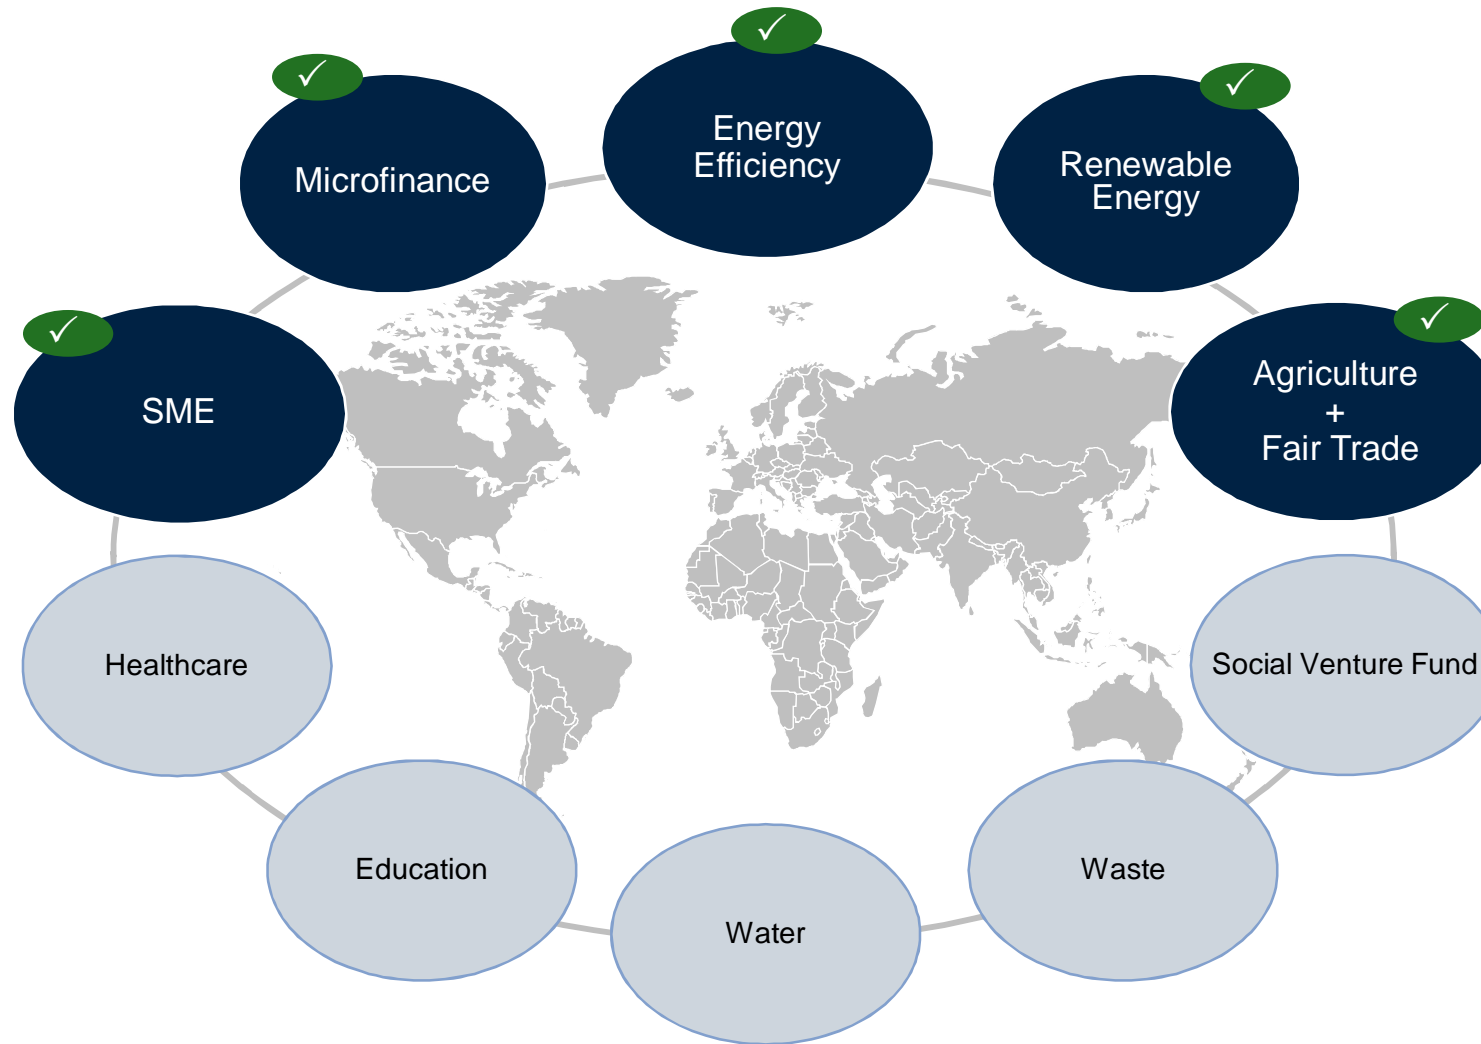 ✓
✓
✓
Energy
Efficiency
Microfinance
Renewable
Energy
✓
✓
SME
Agriculture
+
Fair Trade
Healthcare
Social Venture Fund
Education
Waste
Water